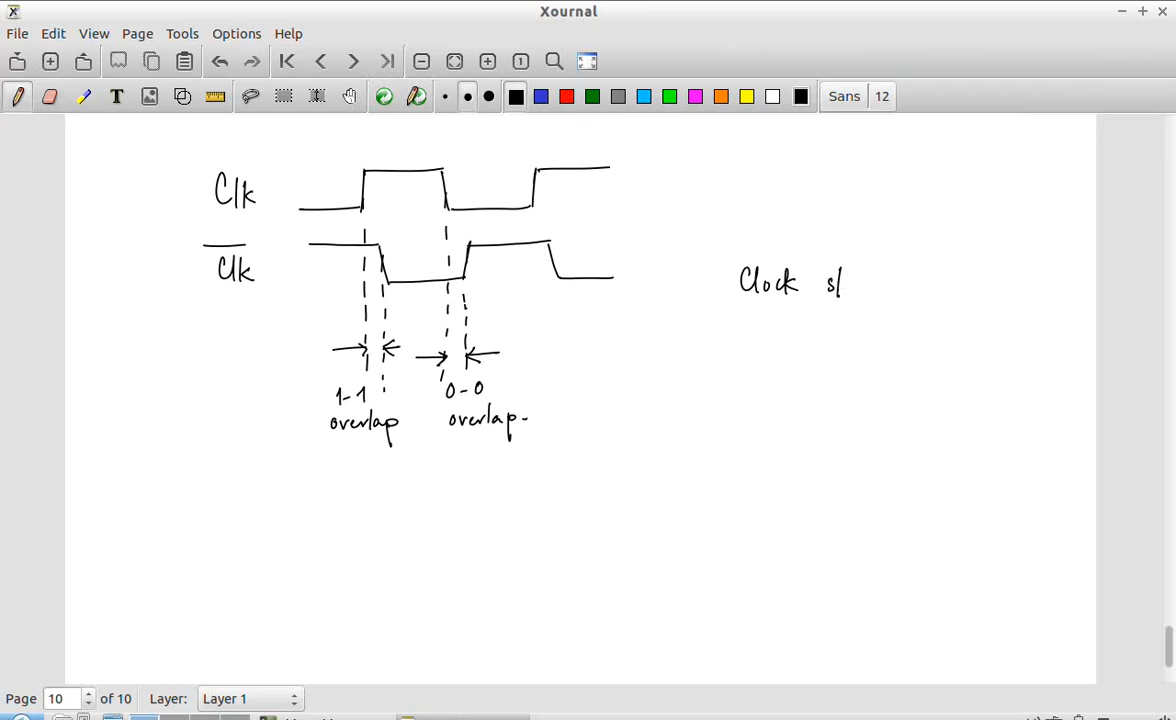 Xournal
File Edit View Page Tools Options Help
T Sans 12
Clk
Clk
Clock
1-1 0-0
overlap overlap-
Page 10 of 10 Layer: Layer 1